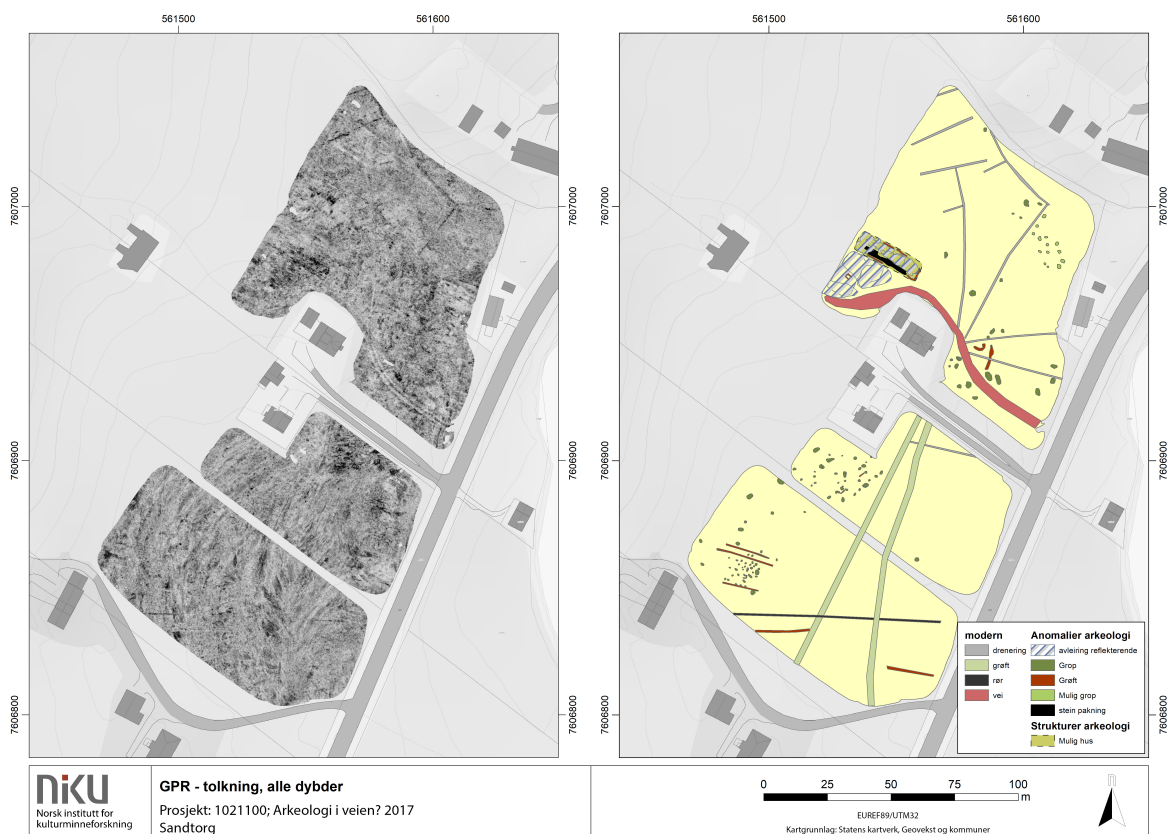 561500
561600
561500
561600
7607000
7607000
7607000
7606900
7606900
7606900
7606800
7606800
7606800
modern
drenering
grøft
rør
vei
Anomalier arkeologi
avleiring reflekterende
Grop
Grøft
Mulig grop
stein pakning
Strukturer arkeologi
Mulig hus
niku
Norsk institutt for
kulturminneforskning
GPR - tolkning, alle dybder
Prosjekt: 1021100; Arkeologi i veien? 2017
Sandtorg
0 25 50 75 100
m
EUREF89/UTM32
Kartgrunnlag: Statens kartverk, Geovekst og kommuner
n